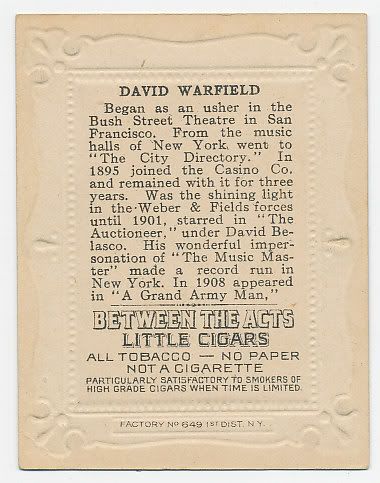 DAVID WARFIELD
Began as an usher in the
Bush Street Theatre in San
Francisco. From the music
halls of New York went to
"The City Directory." In
1895 joined the Casino Co.
and remained with it for three
years. Was the shining light
in the Weber & Fields forces
until 1901, starred in "The
Auctioneer," under David Be-
lasco. His wonderful imper-
sonation of "The Music Mas-
ter" made a record run in
New York. In 1908 appeared
in "A Grand Army Man,"
BETWEEN THE ACTS
LITTLE CIGARS
ALL TOBACCO — NO PAPER
NOT A CIGARETTE
PARTICULARLY SATISFACTORY TO SMOKERS OF
HIGH GRADE CIGARS WHEN TIME IS LIMITED.
FACTORY NO 649 1ST DIST. N.Y.